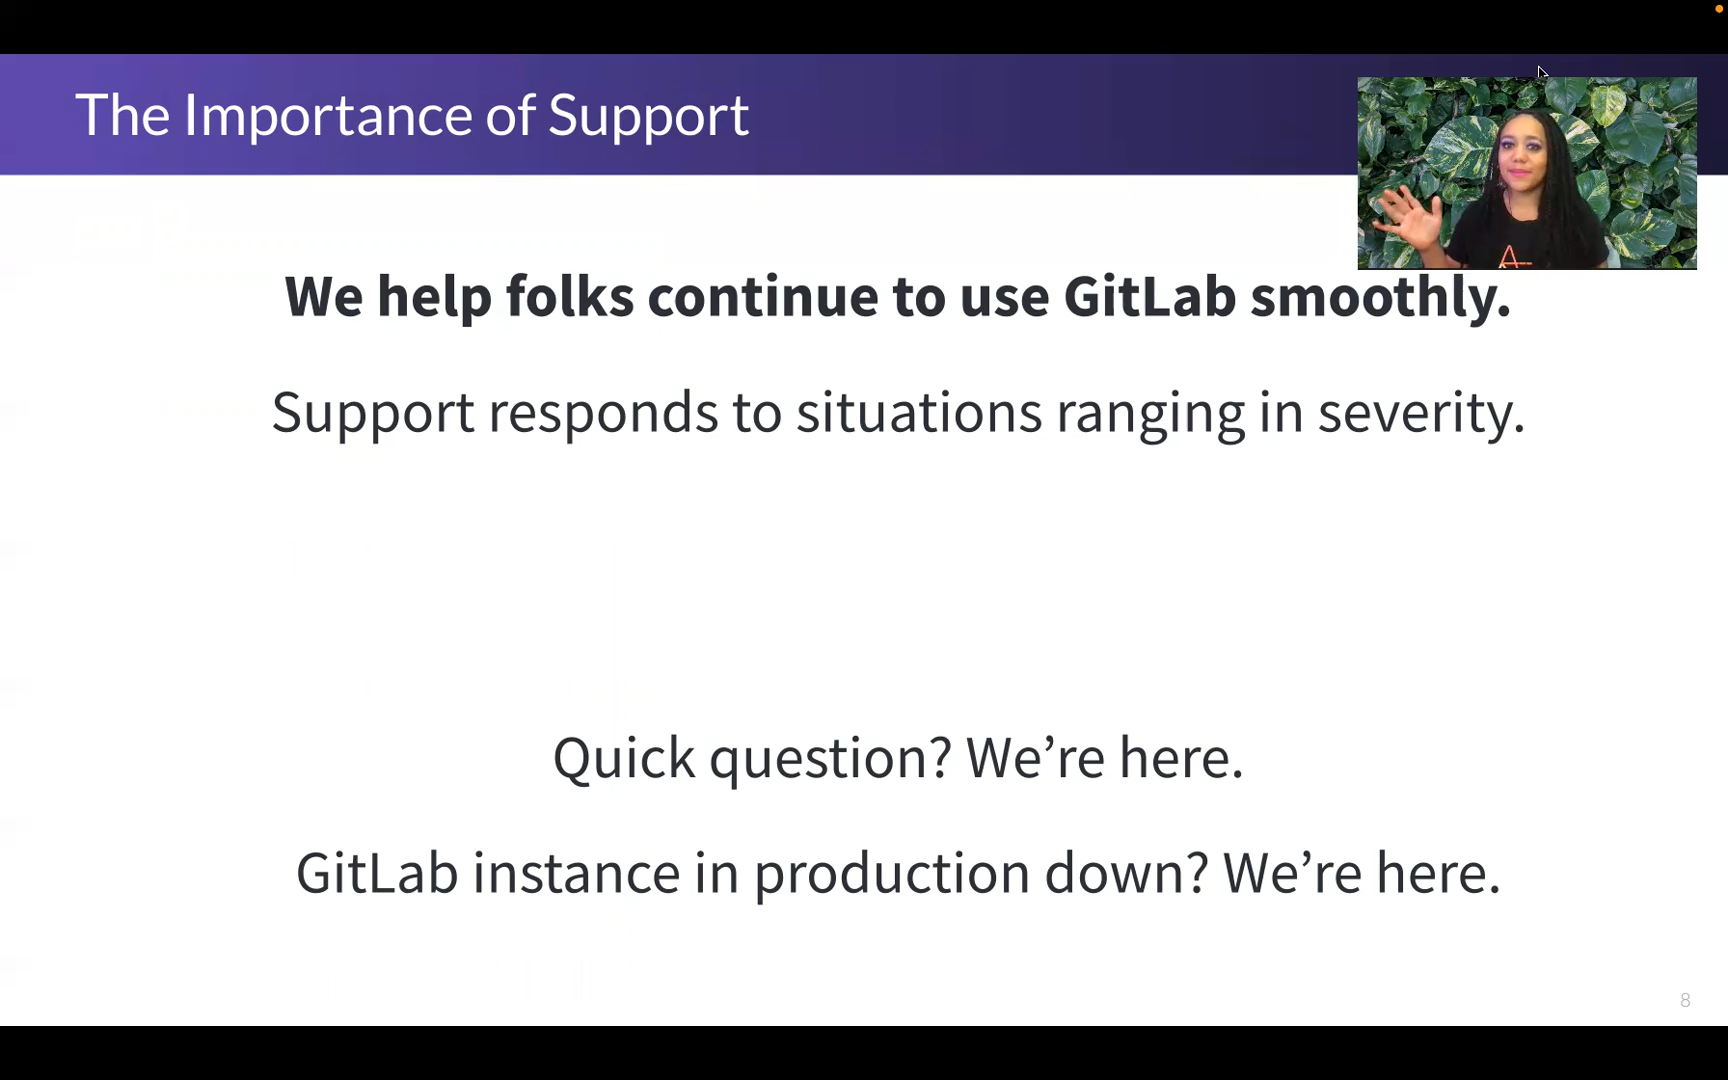 The Importance of Support
We help folks continue to use GitLab smoothly.
Support responds to situations ranging in severity.
Quick question? We’re here.
GitLab instance in production down? We’re here.
8